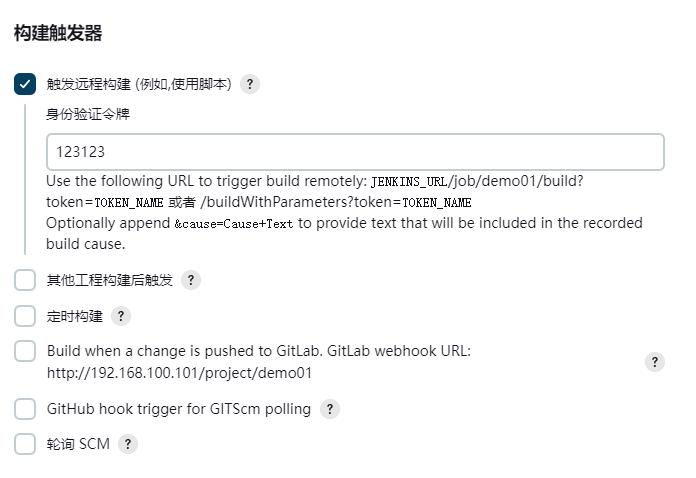 构建触发器
触发远程构建 (例如,使用脚本) ?
身份验证令牌
123123
Use the following URL to trigger build remotely: JENKINS_URL/job/demo01/build?
token=TOKEN_NAME 或者 /buildWithParameters?token=TOKEN_NAME
Optionally append &cause=Cause+Text to provide text that will be included in the recorded
build cause.
其他工程构建后触发 ?
定时构建 ?
Build when a change is pushed to GitLab. GitLab webhook URL:
http://192.168.100.101/project/demo01 ?
GitHub hook trigger for GITScm polling ?
轮询 SCM ?